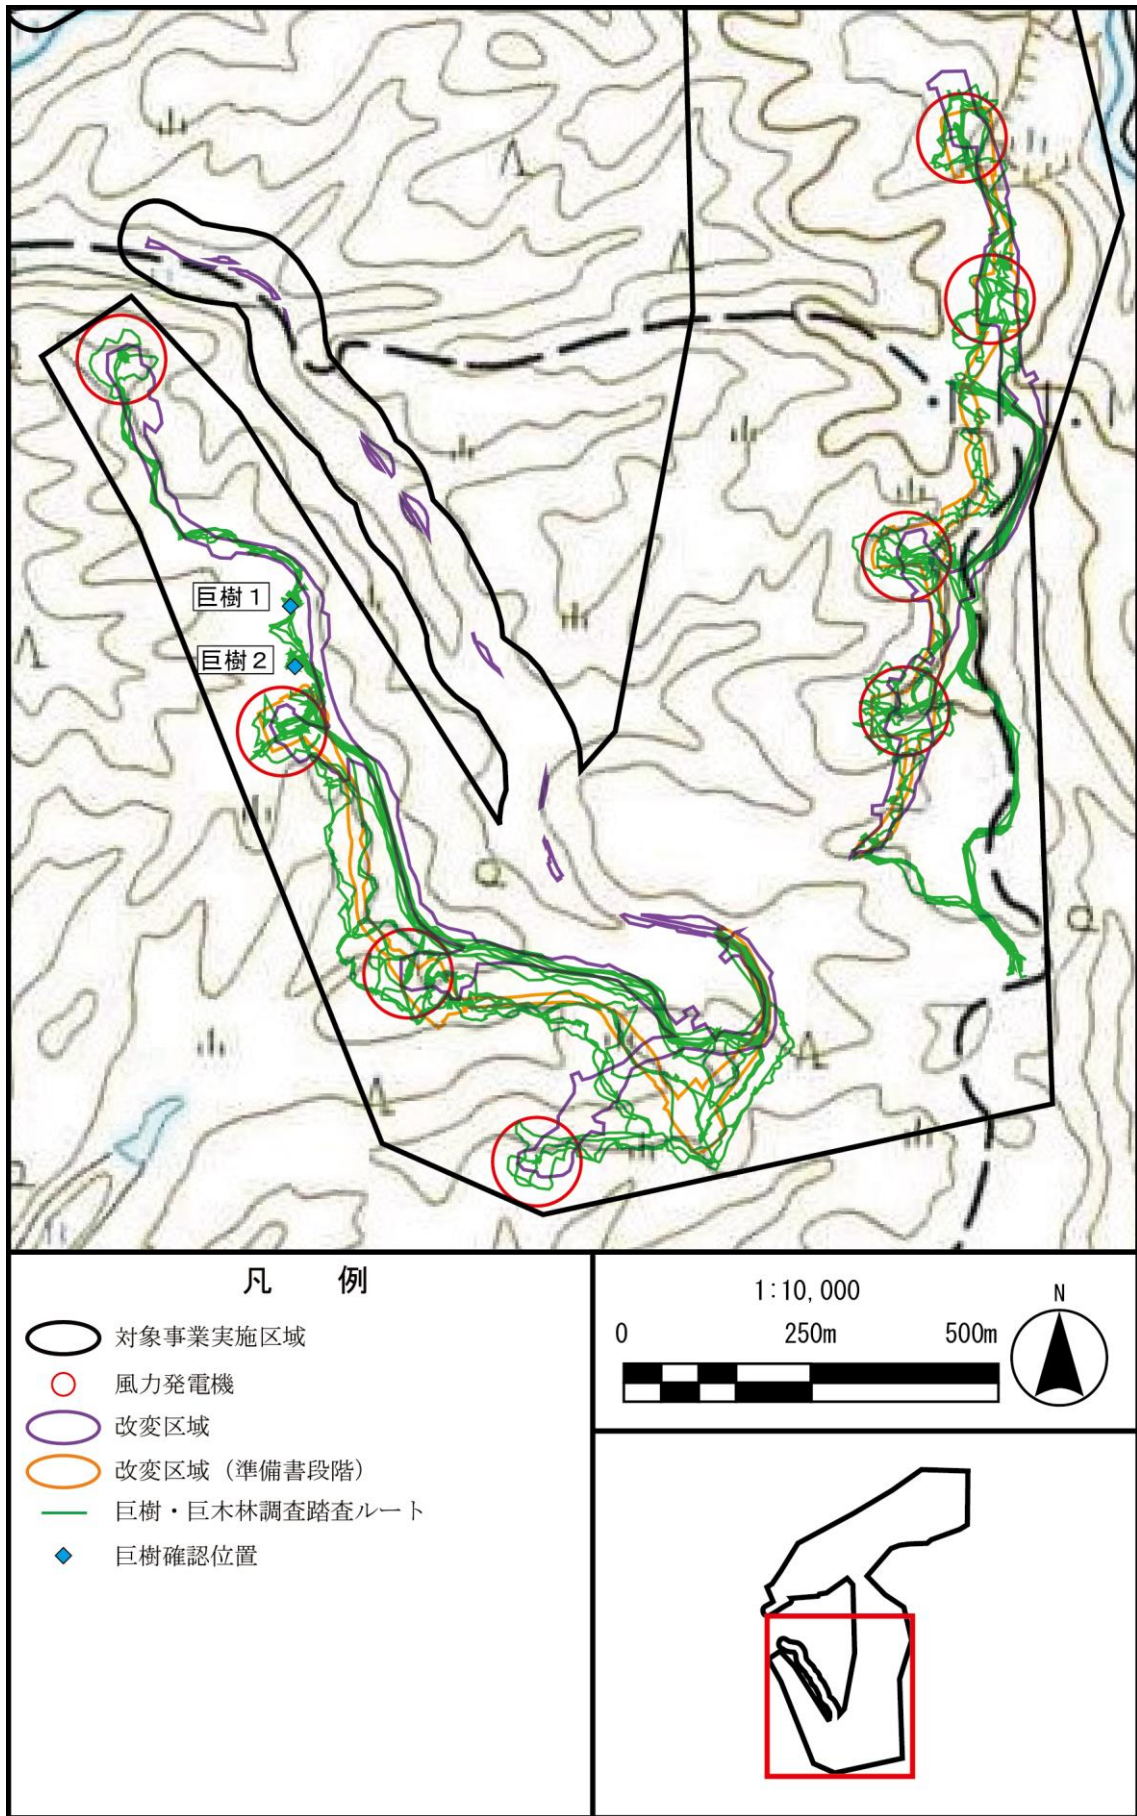 巨樹１
巨樹２
凡　例
対象事業実施区域
風力発電機
改変区域
改変区域（準備書段階）
巨樹・巨木林調査踏査ルート
巨樹確認位置
1:10,000
0 250m 500m
N